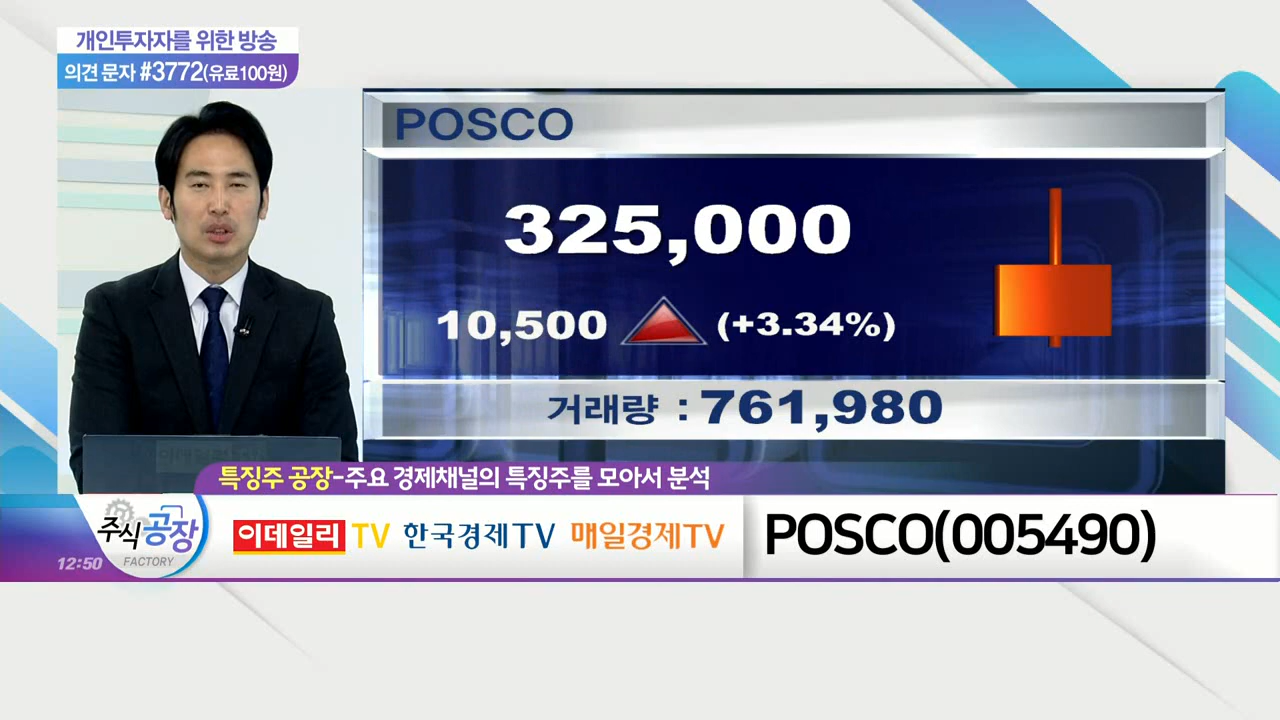 개인투자자를 위한 방송
의견 문자 #3772(유료100원)
POSCO
325,000
10,500 ▲ (+3.34%)
거래량 : 761,980
특징주 공장-주요 경제채널의 특징주를 모아서 분석
주식공장
FACTORY
12:50
이데일리 TV 한국경제TV 매일경제TV
POSCO(005490)